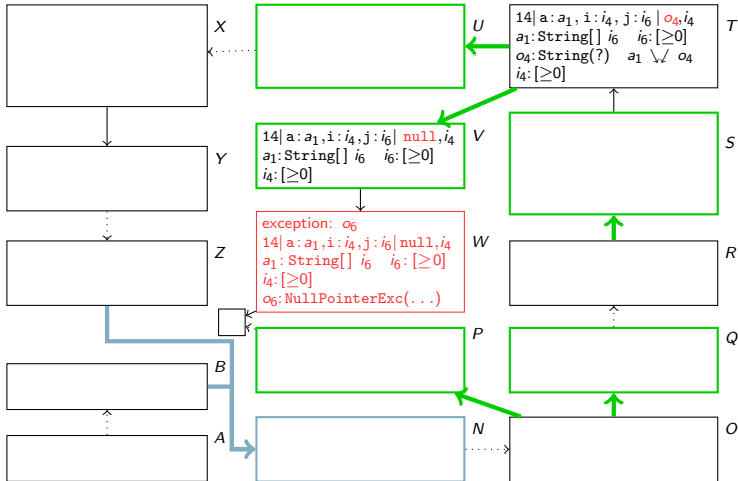 X
U
14| a: a₁, i: i₄, j: i₆ | o₄, i₄
a₁: String[] i₆ i₆: [≥0]
o₄: String(?) a₁ ↘↙ o₄
i₄: [≥0]
T
Y
14| a: a₁, i: i₄, j: i₆ | null, i₄
a₁: String[] i₆ i₆: [≥0]
i₄: [≥0]
V
S
Z
exception: o₆
14| a: a₁, i: i₄, j: i₆ | null, i₄
a₁: String[] i₆ i₆: [≥0]
i₄: [≥0]
o₆: NullPointerExc(...)
W
R
B
P
Q
A
N
O